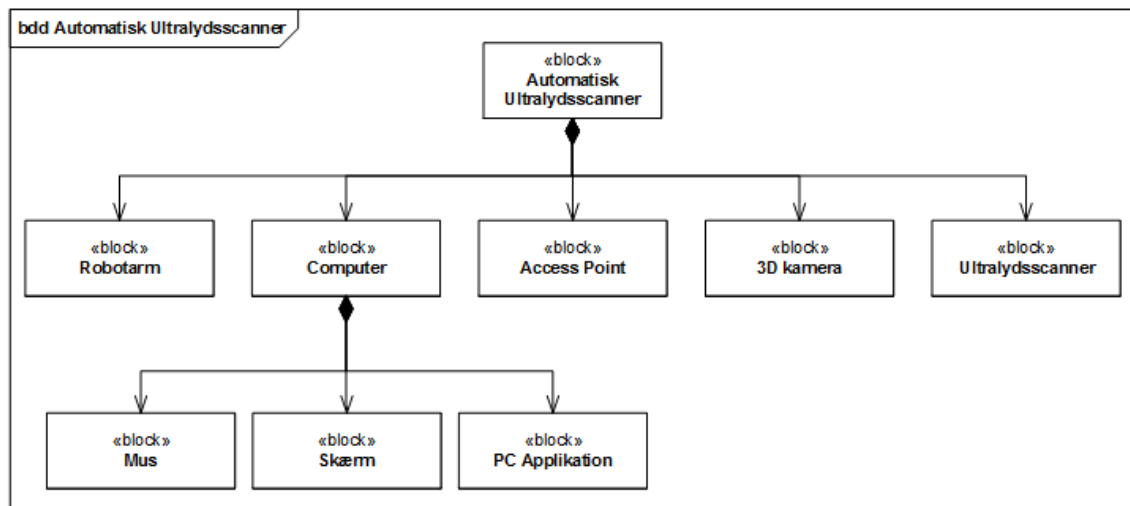 bdd Automatisk Ultralydsscanner
«block»
Automatisk
Ultralydsscanner
«block»
Robotarm
«block»
Computer
«block»
Access Point
«block»
3D kamera
«block»
Ultralydsscanner
«block»
Mus
«block»
Skærm
«block»
PC Applikation